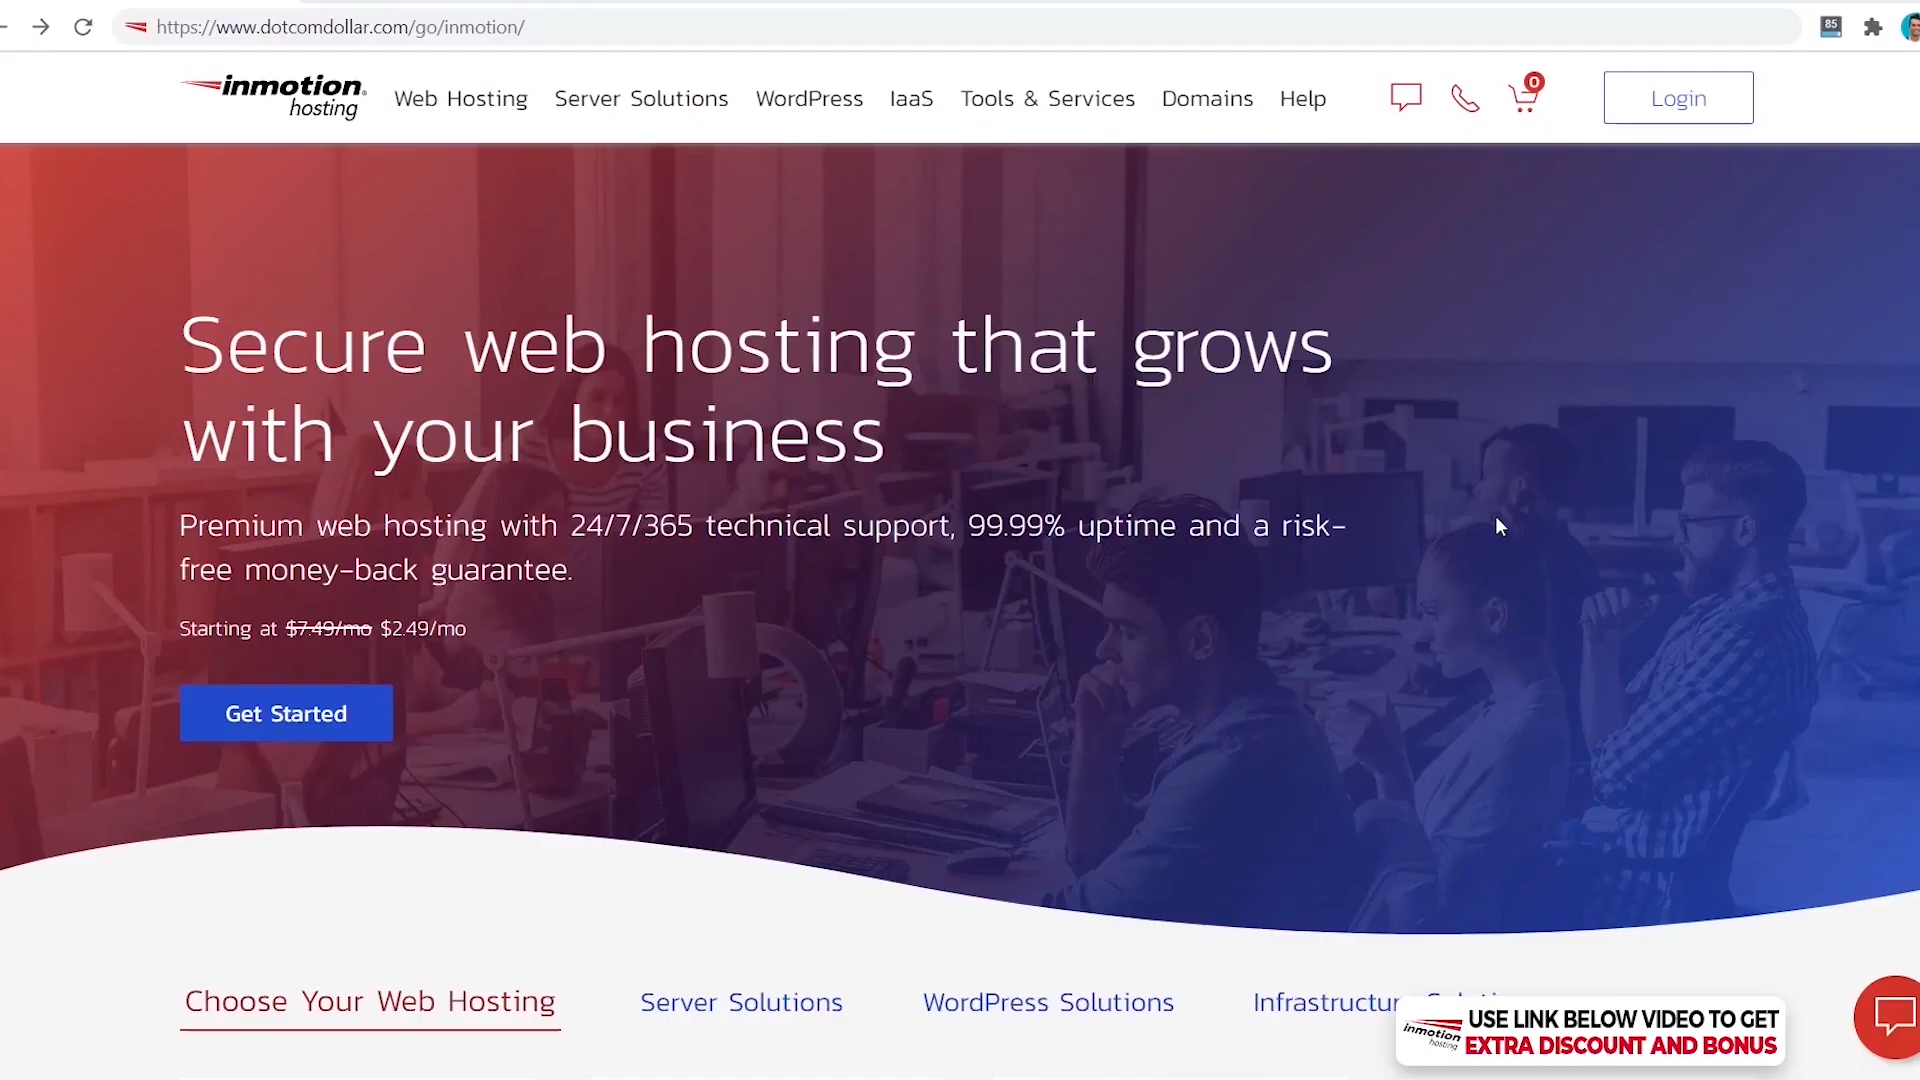 https://www.dotcomdollar.com/go/inmotion/
85
inmotion
hosting
Web Hosting
Server Solutions
WordPress
IaaS
Tools & Services
Domains
Help
0
Login
Secure web hosting that grows
with your business
Premium web hosting with 24/7/365 technical support, 99.99% uptime and a risk-
free money-back guarantee.
Starting at $7.49/mo $2.49/mo
Get Started
Choose Your Web Hosting
Server Solutions
WordPress Solutions
inmotion
hosting
USE LINK BELOW VIDEO TO GET
EXTRA DISCOUNT AND BONUS